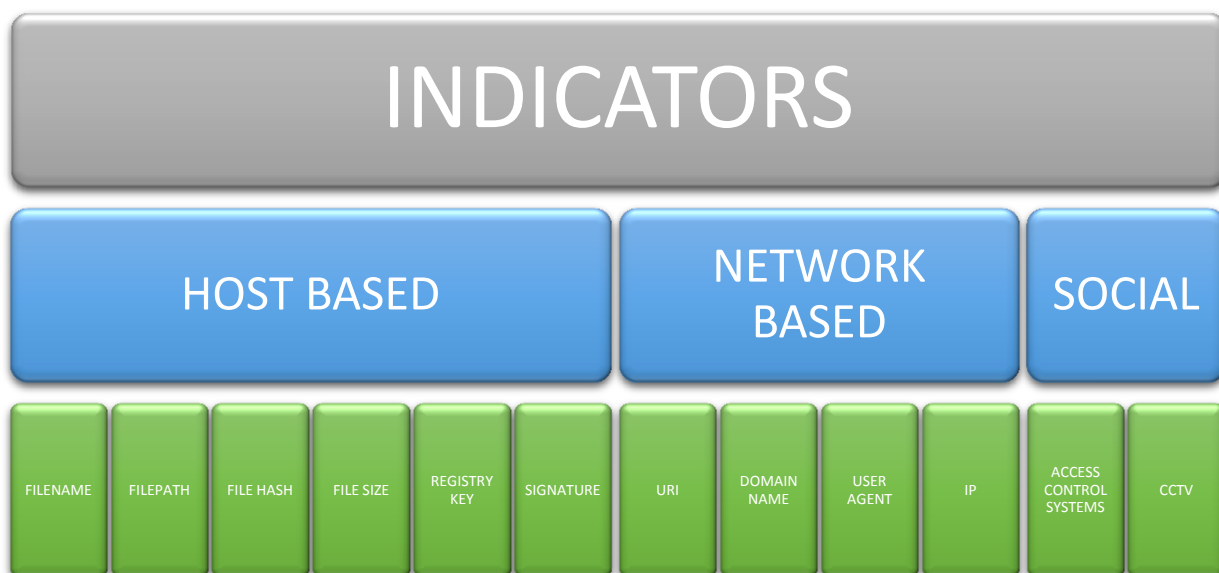 INDICATORS
HOST BASED
NETWORK
BASED
SOCIAL
FILENAME
FILEPATH
FILE HASH
FILE SIZE
REGISTRY
KEY
SIGNATURE
URI
DOMAIN
NAME
USER
AGENT
IP
ACCESS
CONTROL
SYSTEMS
CCTV